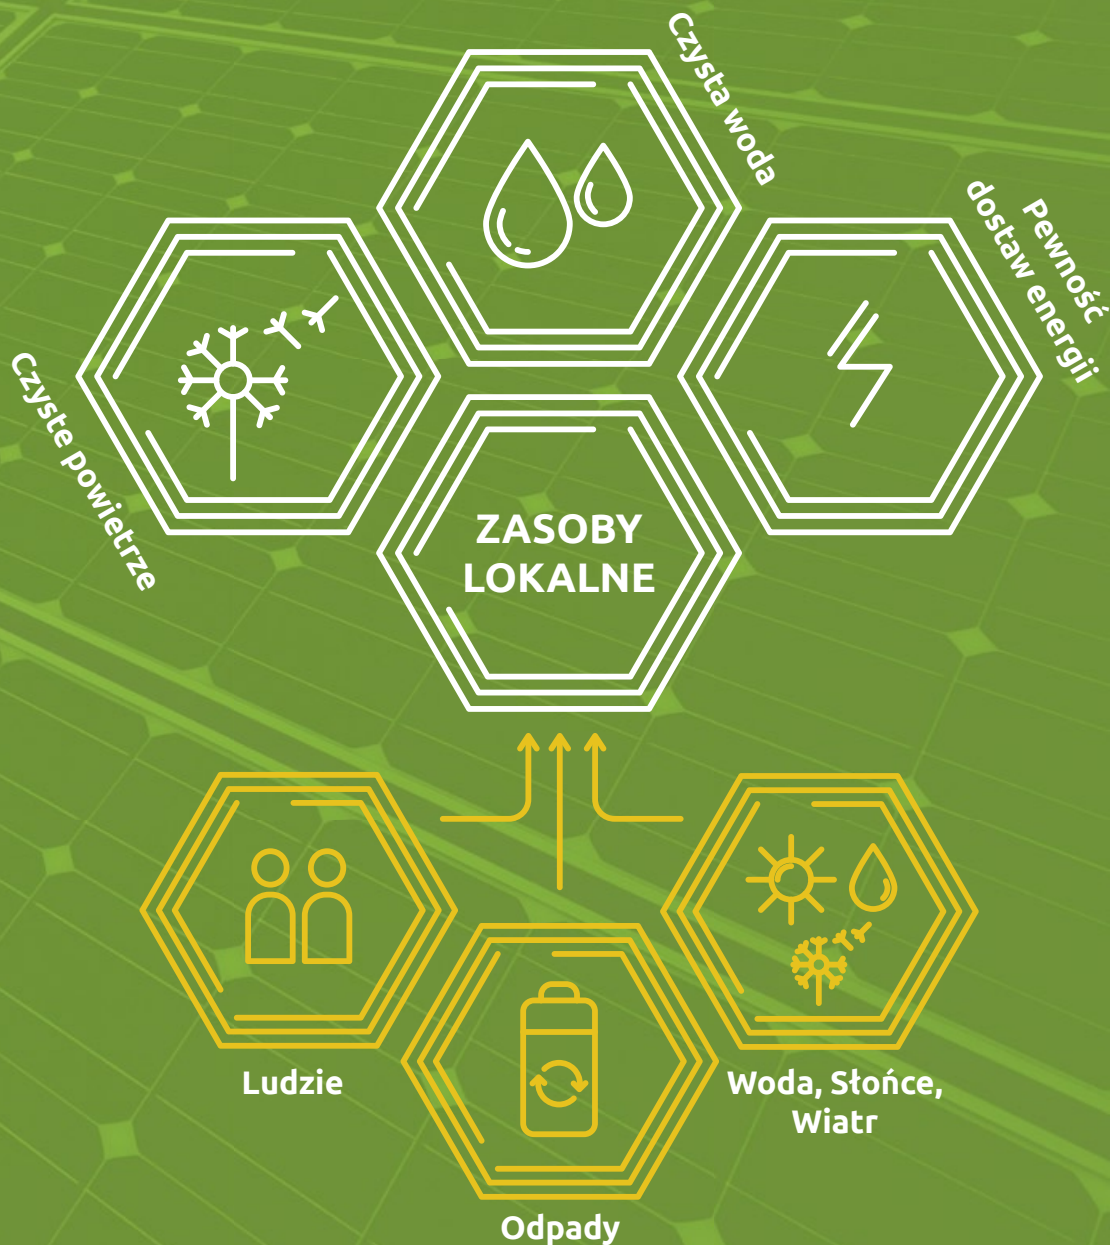 Czysta woda
Pewność
dostaw energii
Czyste powietrze
ZASOBY
LOKALNE
Ludzie
Woda, Słońce,
Wiatr
Odpady